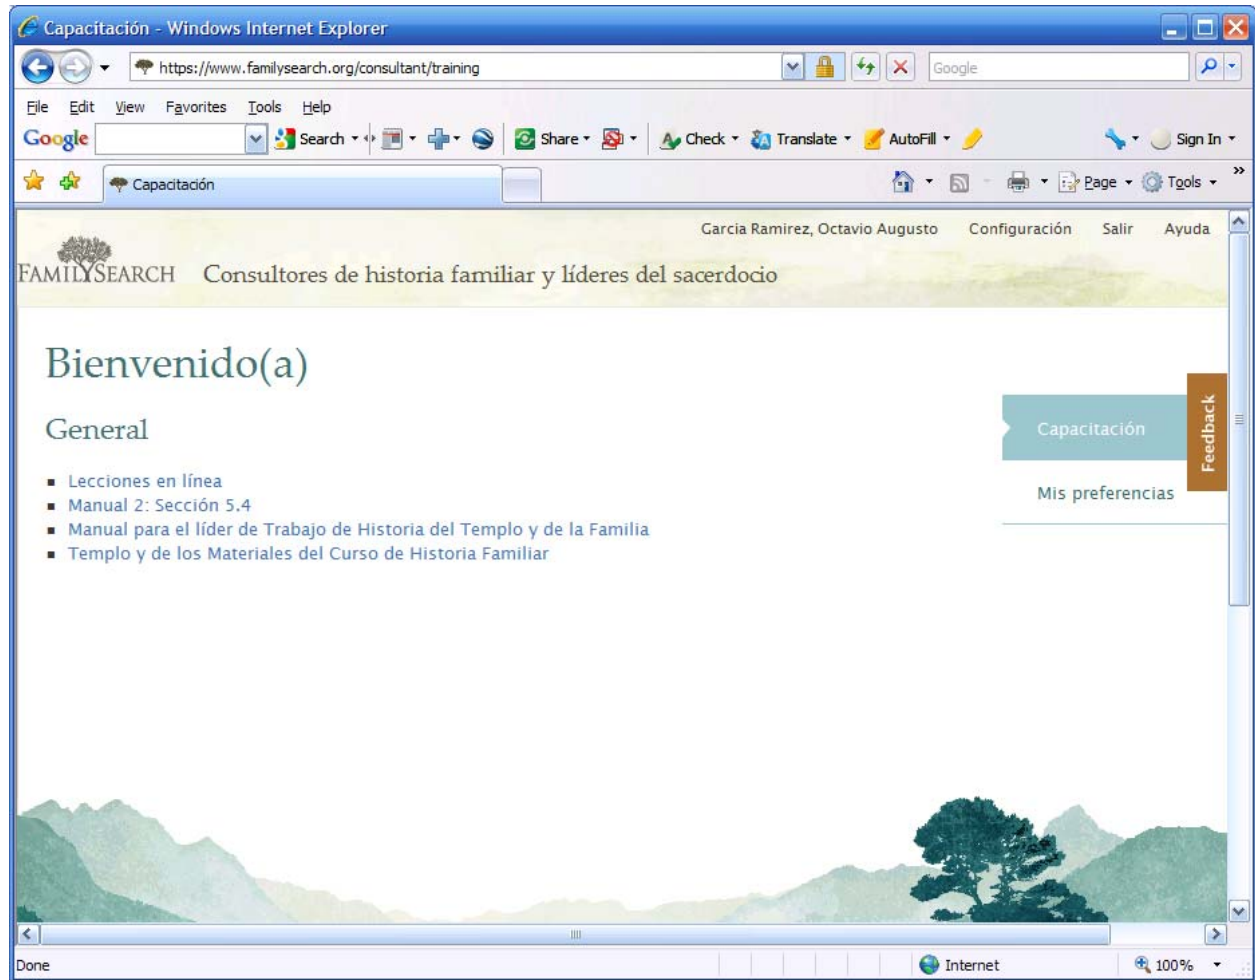 Capacitación - Windows Internet Explorer
https://www.familysearch.org/consultant/training
Google
File Edit View Favorites Tools Help
Google Search Share Check Translate AutoFill Sign In
Capacitación Page Tools
Garcia Ramirez, Octavio Augusto Configuración Salir Ayuda
FAMILYSEARCH Consultores de historia familiar y líderes del sacerdocio
Bienvenido(a)
General
Lecciones en línea
Manual 2: Sección 5.4
Manual para el líder de Trabajo de Historia del Templo y de la Familia
Templo y de los Materiales del Curso de Historia Familiar
Capacitación
Mis preferencias
Feedback
Done Internet 100%